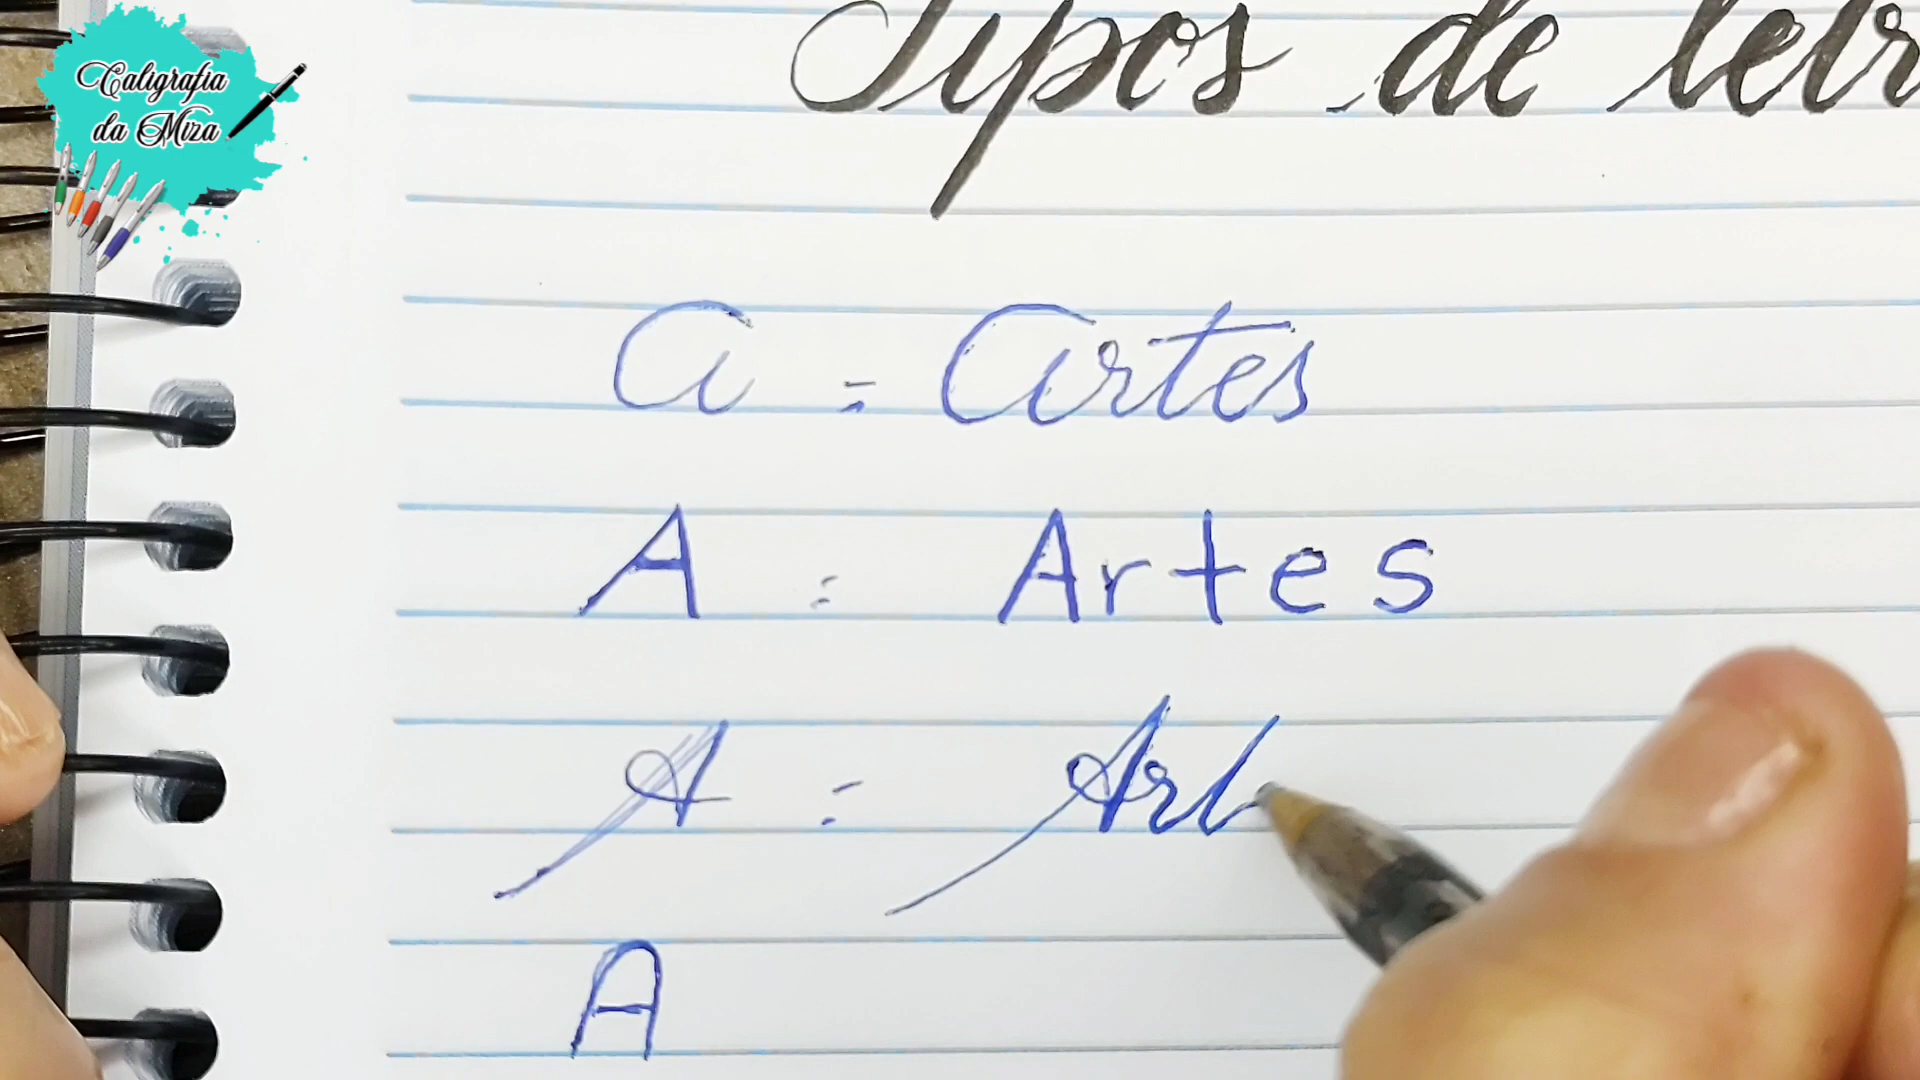 Caligrafia
da Miza
Tipos de letr
A = Artes
A = Artes
A = Art
A